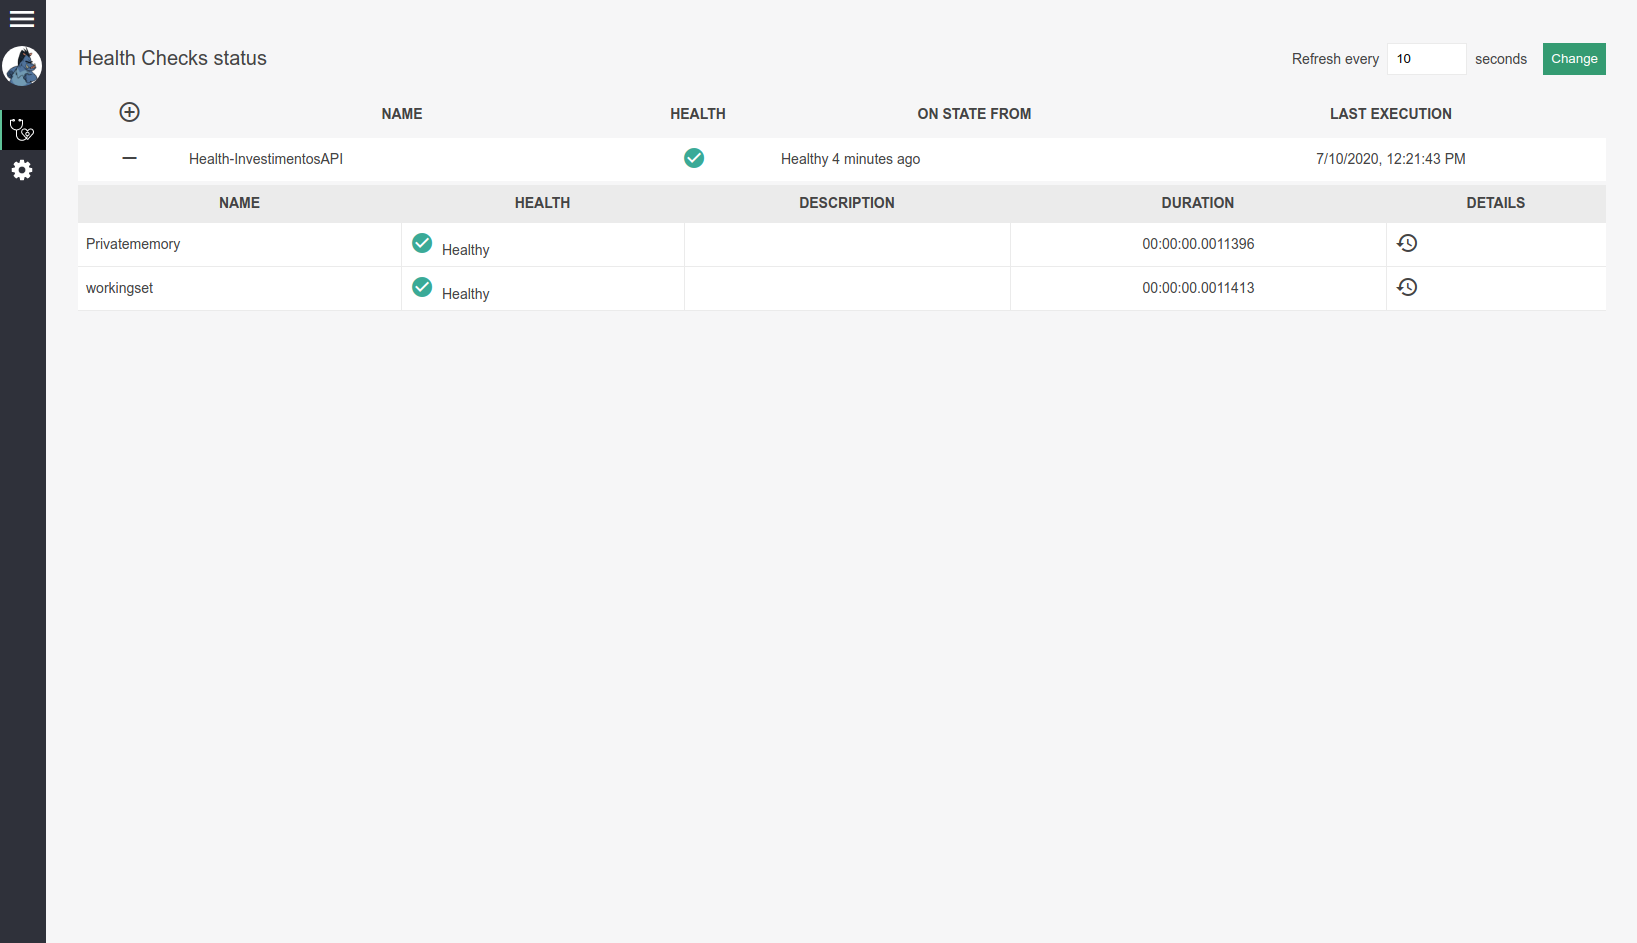 Health Checks status
Refresh every 10 seconds Change
NAME HEALTH ON STATE FROM LAST EXECUTION
Health-InvestimentosAPI Healthy 4 minutes ago 7/10/2020, 12:21:43 PM
NAME HEALTH DESCRIPTION DURATION DETAILS
Privatememory Healthy 00:00:00.0011396
workingset Healthy 00:00:00.0011413